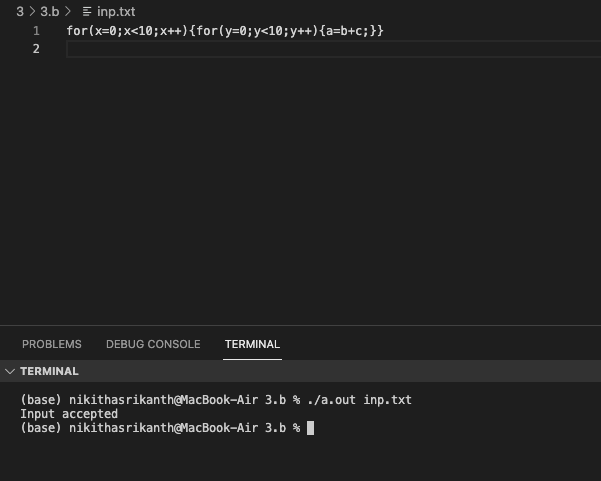 3 > 3.b > inp.txt
1 for(x=0;x<10;x++){for(y=0;y<10;y++){a=b+c;}}
2
PROBLEMS DEBUG CONSOLE TERMINAL
TERMINAL
(base) nikithasrikanth@MacBook-Air 3.b % ./a.out inp.txt
Input accepted
(base) nikithasrikanth@MacBook-Air 3.b %